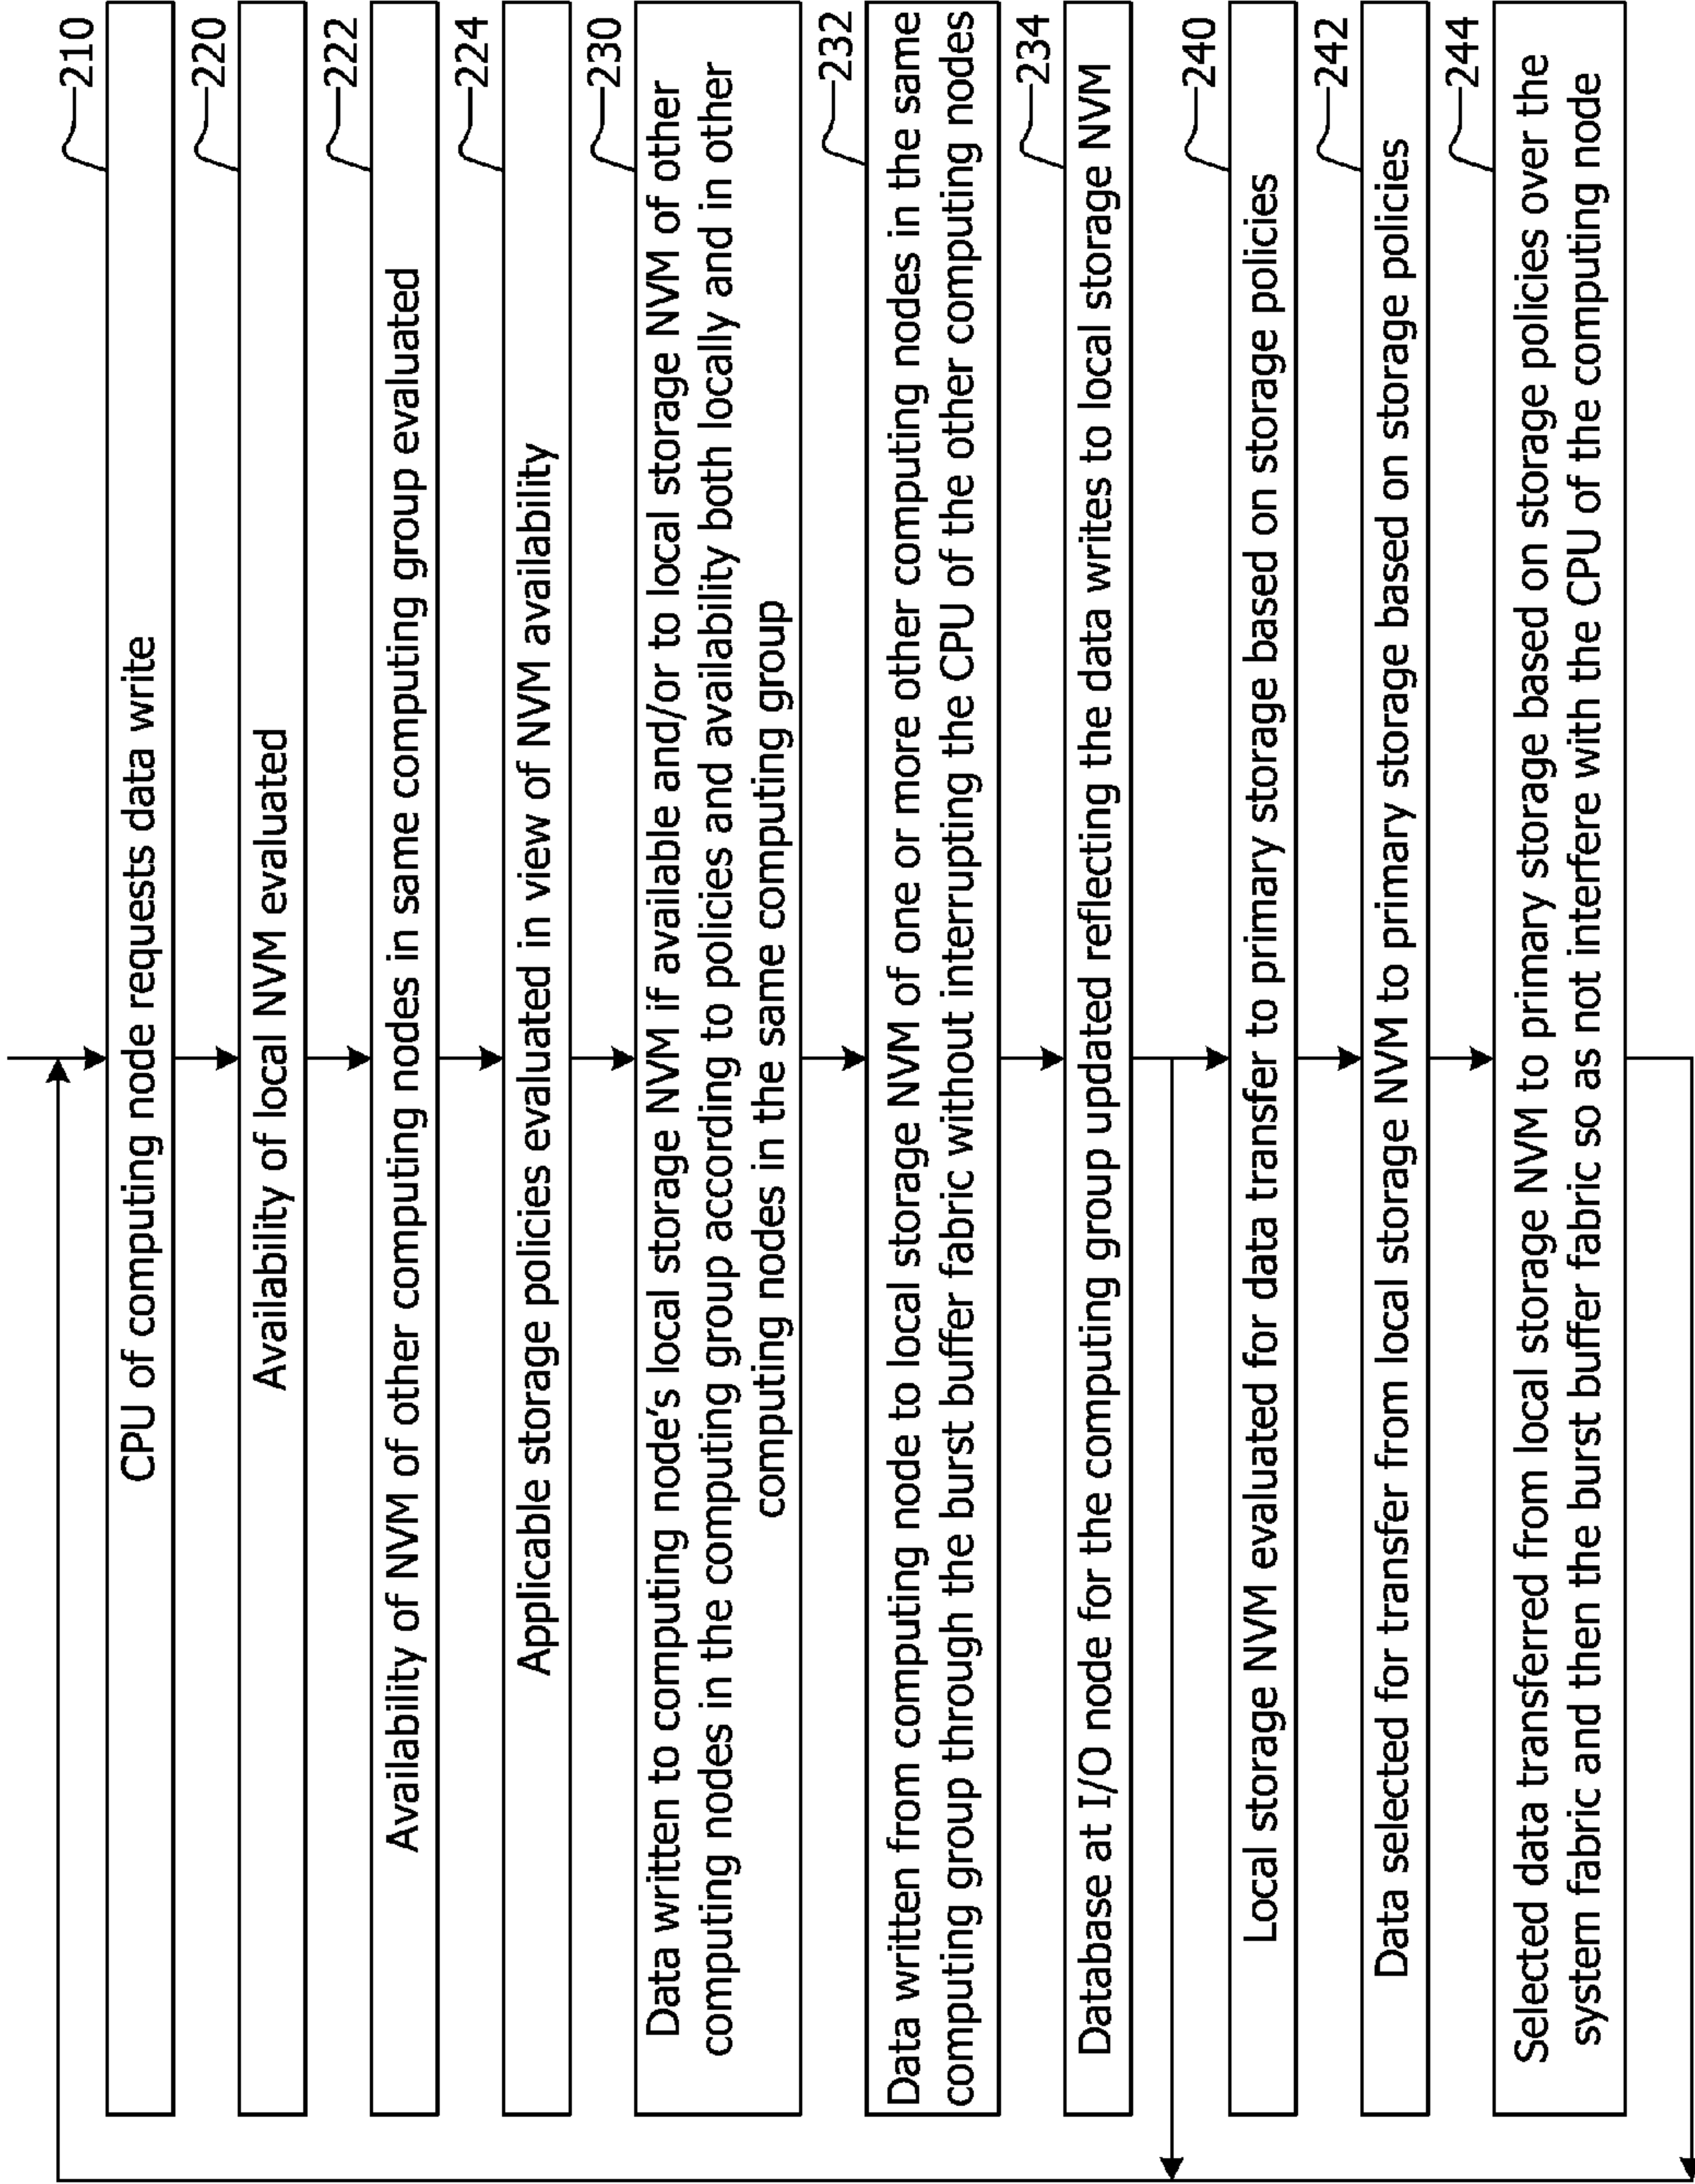 210
CPU of computing node requests data write
220
Availability of local NVM evaluated
222
Availability of NVM of other computing nodes in same computing group evaluated
224
Applicable storage policies evaluated in view of NVM availability
230
Data written to computing node's local storage NVM if available and/or to local storage NVM of other
computing nodes in the computing group according to policies and availability both locally and in other
computing nodes in the same computing group
232
Data written from computing node to local storage NVM of one or more other computing nodes in the same
computing group through the burst buffer fabric without interrupting the CPU of the other computing nodes
234
Database at I/O node for the computing group updated reflecting the data writes to local storage NVM
240
Local storage NVM evaluated for data transfer to primary storage based on storage policies
242
Data selected for transfer from local storage NVM to primary storage based on storage policies
244
Selected data transferred from local storage NVM to primary storage based on storage policies over the
system fabric and then the burst buffer fabric so as not interfere with the CPU of the computing node